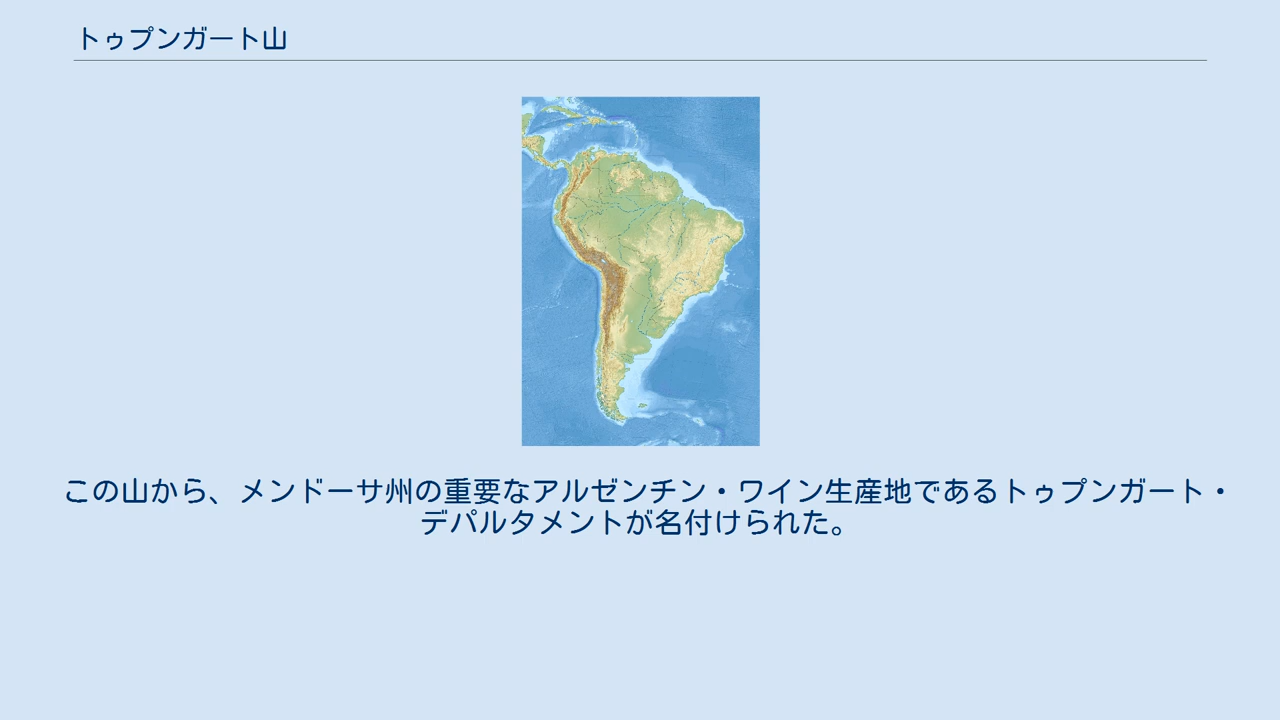 トゥプンガート山
この山から、メンドーサ州の重要なアルゼンチン・ワイン生産地であるトゥプンガート・
デパルタメントが名付けられた。